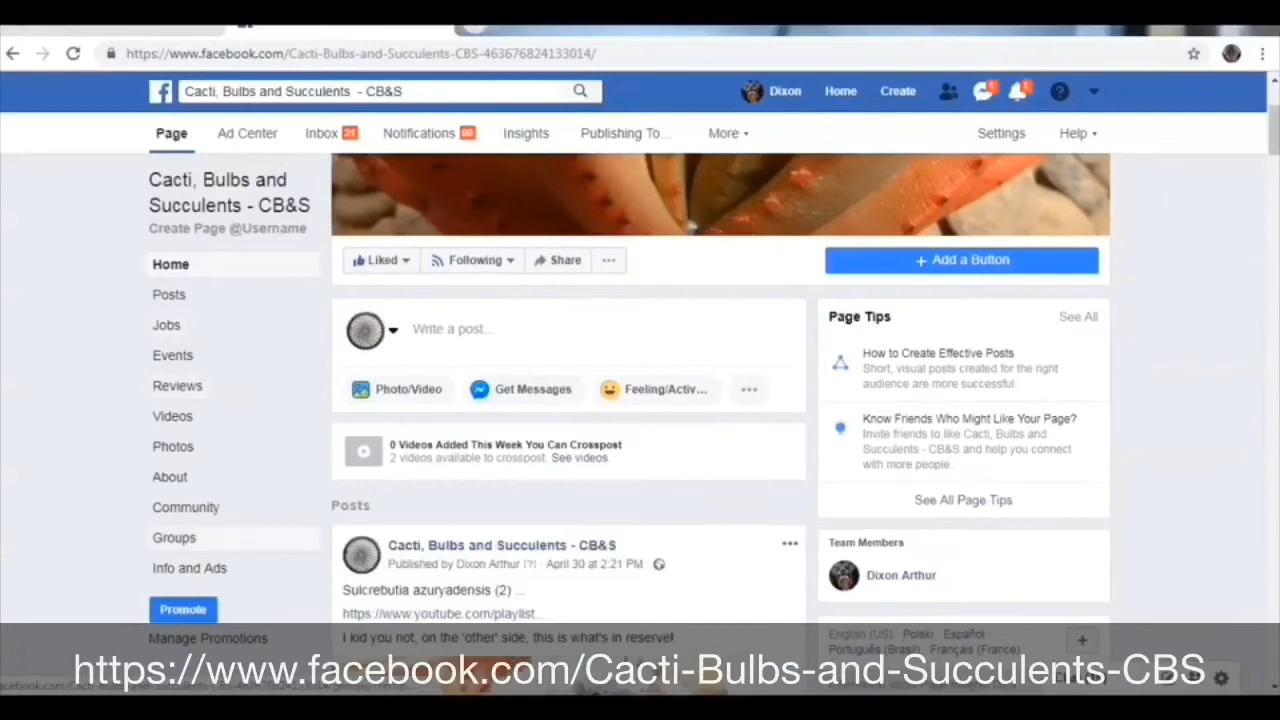 https://www.facebook.com/Cacti-Bulbs-and-Succulents-CBS-463676824133014/
Cacti, Bulbs and Succulents - CB&S
Dixon
Home
Create
Page
Ad Center
Inbox 21
Notifications
Insights
Publishing To...
More
Settings
Help
Cacti, Bulbs and
Succulents - CB&S
Create Page @Username
Home
Posts
Jobs
Events
Reviews
Videos
Photos
About
Community
Groups
Info and Ads
Promote
Manage Promotions
Liked
Following
Share
+ Add a Button
Write a post...
Photo/Video
Get Messages
Feeling/Activ...
0 Videos Added This Week You Can Crosspost
2 videos available to crosspost. See videos.
Posts
Cacti, Bulbs and Succulents - CB&S
Published by Dixon Arthur [?] · April 30 at 2:21 PM
Sulcrebutia azuryadensis (2) ...
https://www.youtube.com/playlist...
I kid you not, on the 'other' side, this is what's in reserve!
Page Tips
See All
How to Create Effective Posts
Short, visual posts created for the right
audience are more successful.
Know Friends Who Might Like Your Page?
Invite friends to like Cacti, Bulbs and
Succulents - CB&S and help you connect
with more people.
See All Page Tips
Team Members
Dixon Arthur
English (US) · Polski · Español ·
Português (Brasil) · Français (France)
https://www.facebook.com/Cacti-Bulbs-and-Succulents-CBS